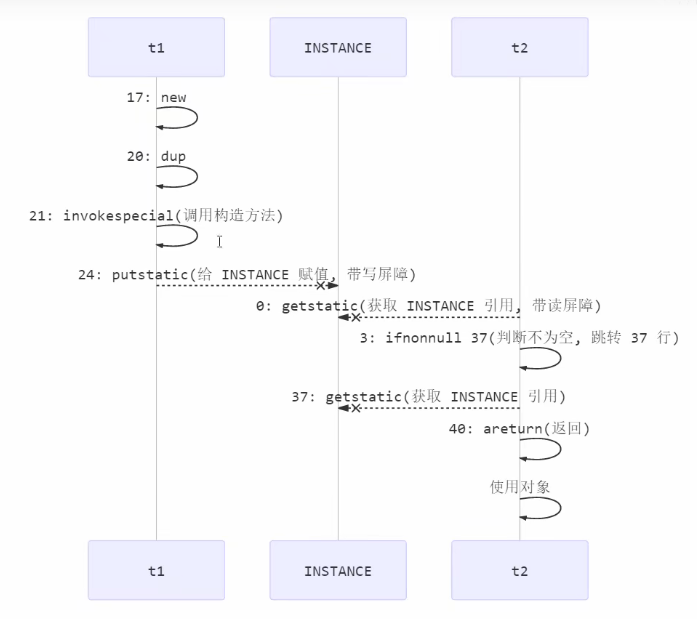 t1
INSTANCE
t2
17: new
20: dup
21: invokespecial(调用构造方法)
24: putstatic(给 INSTANCE 赋值, 带写屏障)
0: getstatic(获取 INSTANCE 引用, 带读屏障)
3: ifnonnull 37(判断不为空, 跳转 37 行)
37: getstatic(获取 INSTANCE 引用)
40: areturn(返回)
使用对象
t1
INSTANCE
t2